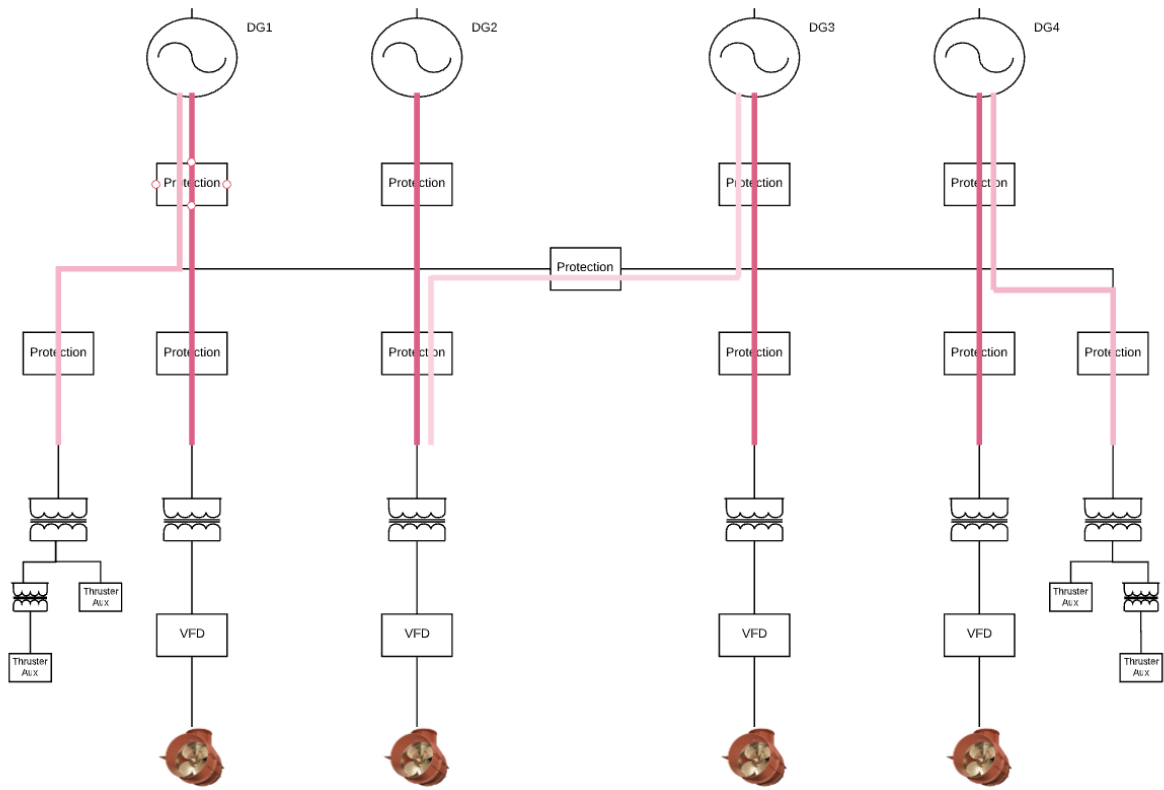 DG1
DG2
DG3
DG4
Protection
Protection
Protection
Protection
Protection
Protection
Protection
Protection
Protection
Protection
Protection
Thruster
Aux
Thruster
Aux
VFD
VFD
VFD
VFD
Thruster
Aux
Thruster
Aux